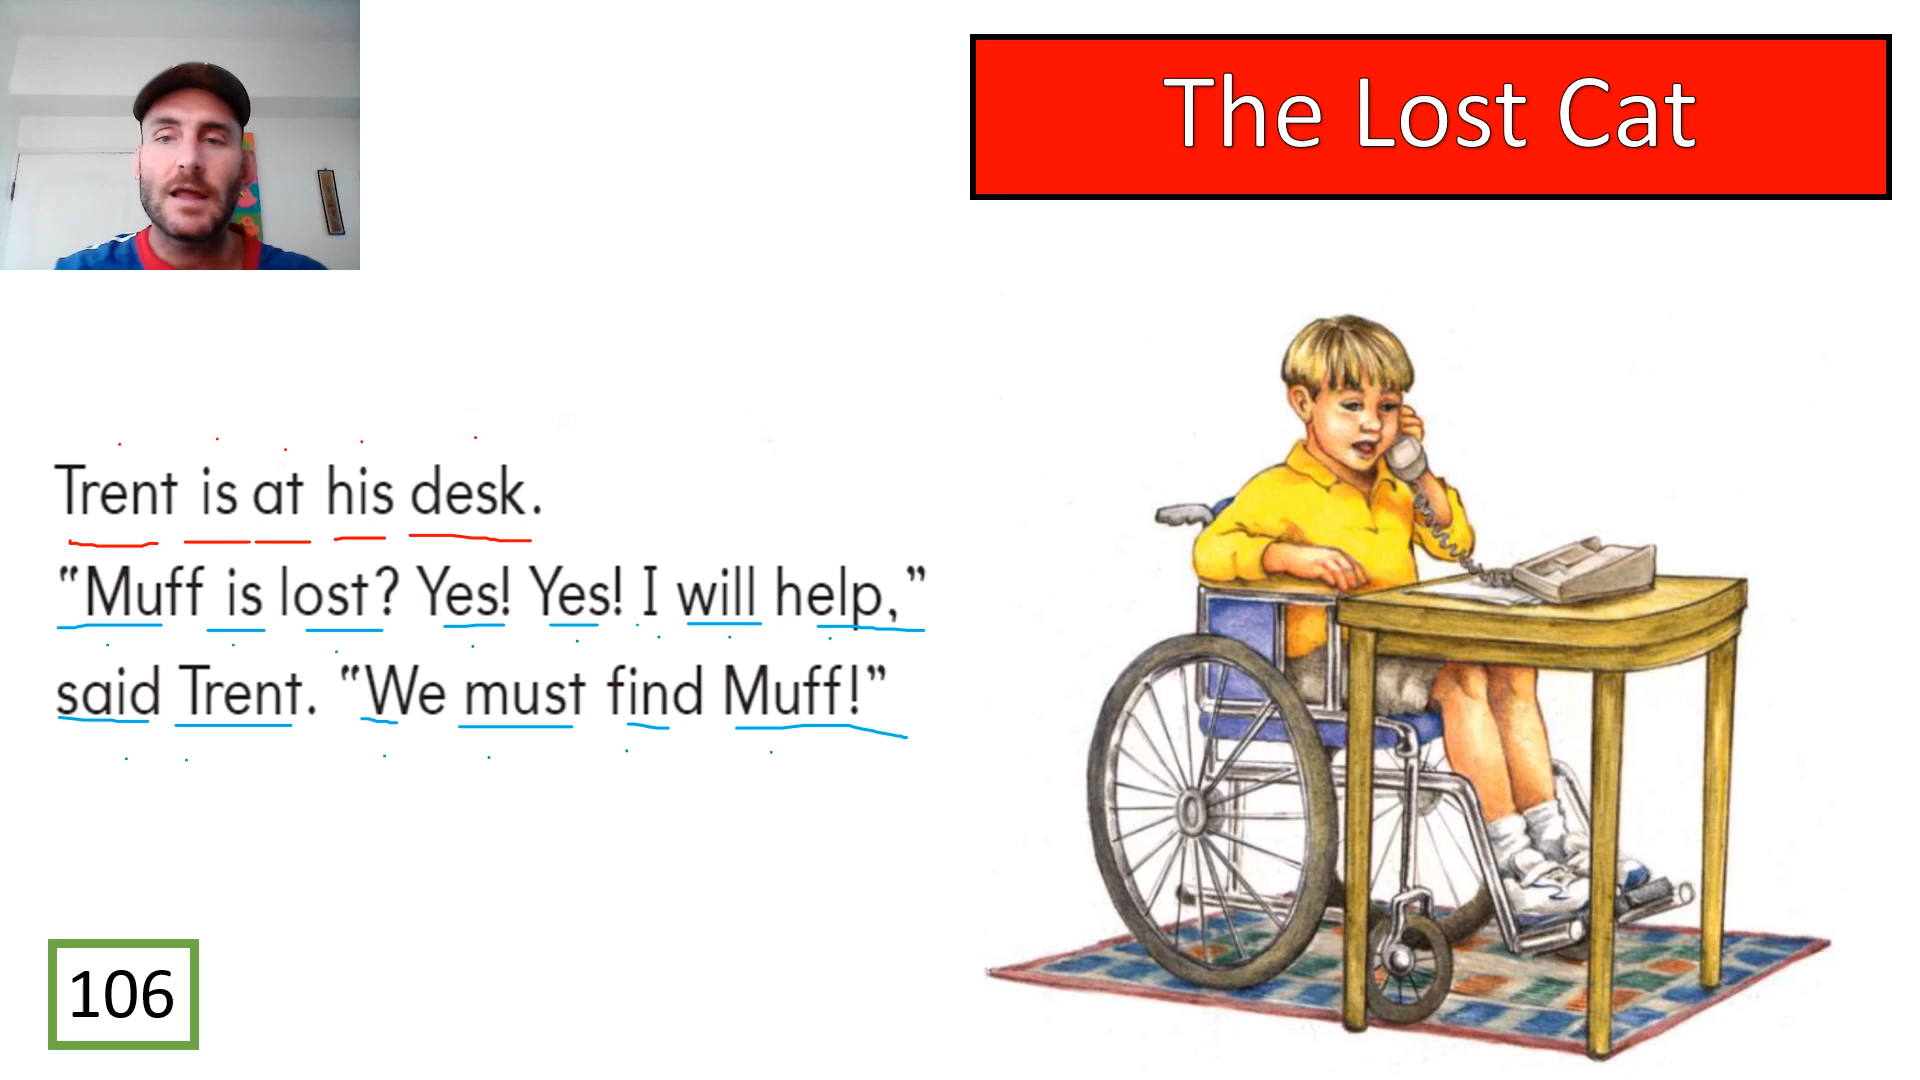 The Lost Cat
Trent is at his desk.
“Muff is lost? Yes! Yes! I will help,”
said Trent. “We must find Muff!”
106